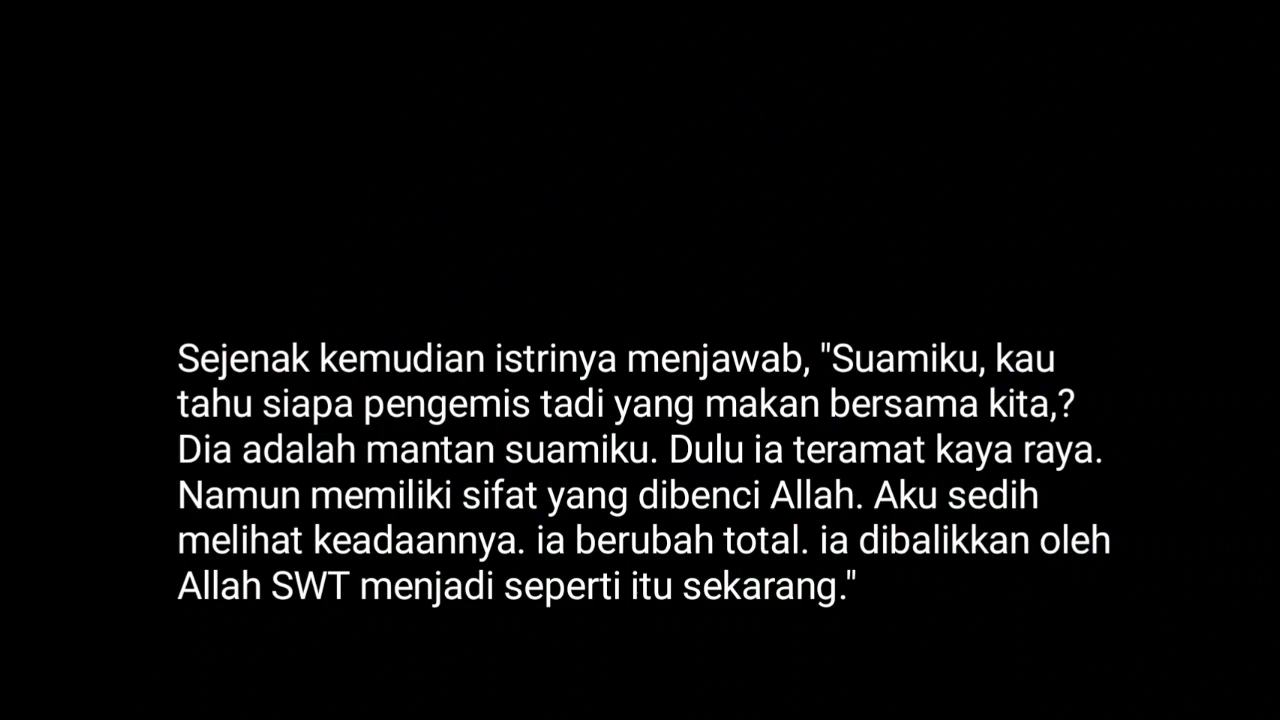 Sejenak kemudian istrinya menjawab, "Suamiku, kau
tahu siapa pengemis tadi yang makan bersama kita,?
Dia adalah mantan suamiku. Dulu ia teramat kaya raya.
Namun memiliki sifat yang dibenci Allah. Aku sedih
melihat keadaannya. ia berubah total. ia dibalikkan oleh
Allah SWT menjadi seperti itu sekarang."